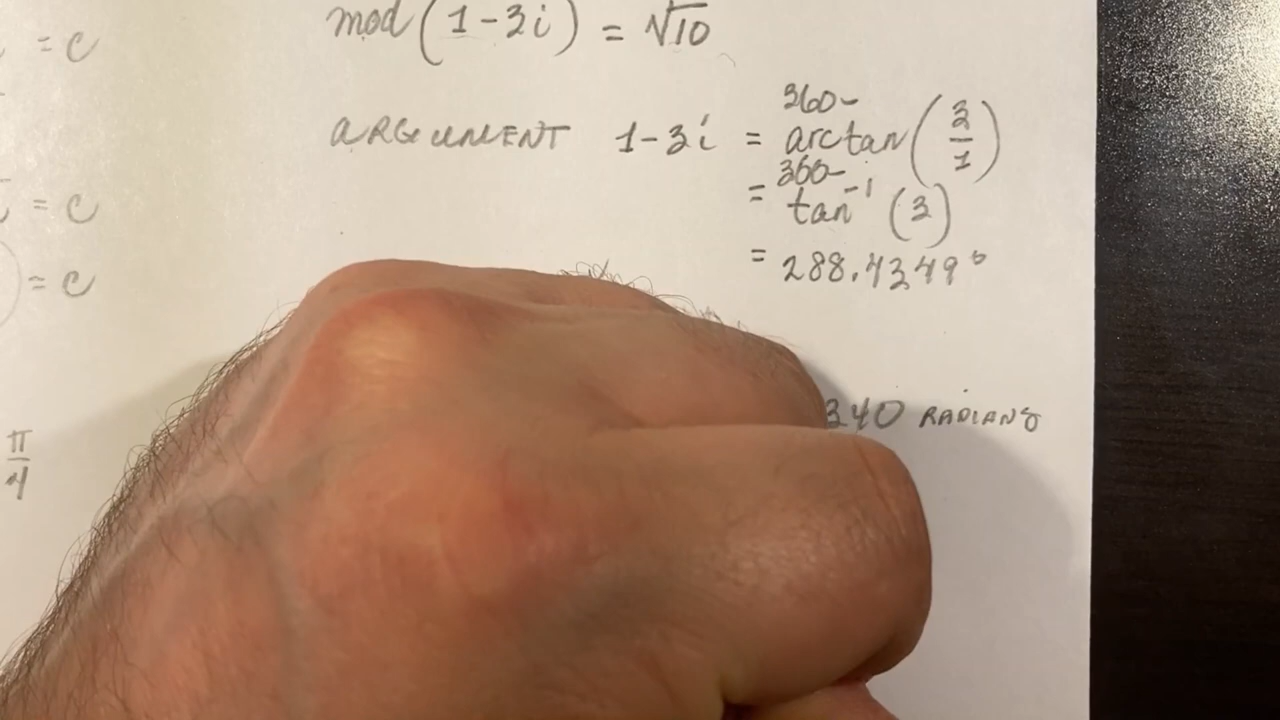 = c
mod (1-3i) = √10
360-
ARGUMENT 1-3i = arctan (3/1)
360-
= tan⁻¹ (3)
= c
= 288.4349°
= c
340 RADIANS
π/4